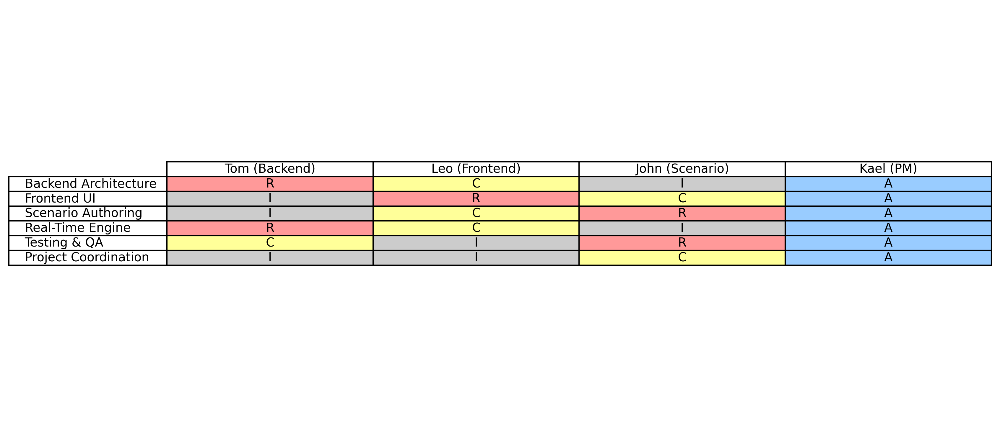 Tom (Backend) Leo (Frontend) John (Scenario) Kael (PM)
Backend Architecture R C I A
Frontend UI I R C A
Scenario Authoring I C R A
Real-Time Engine R C I A
Testing & QA C I R A
Project Coordination I I C A